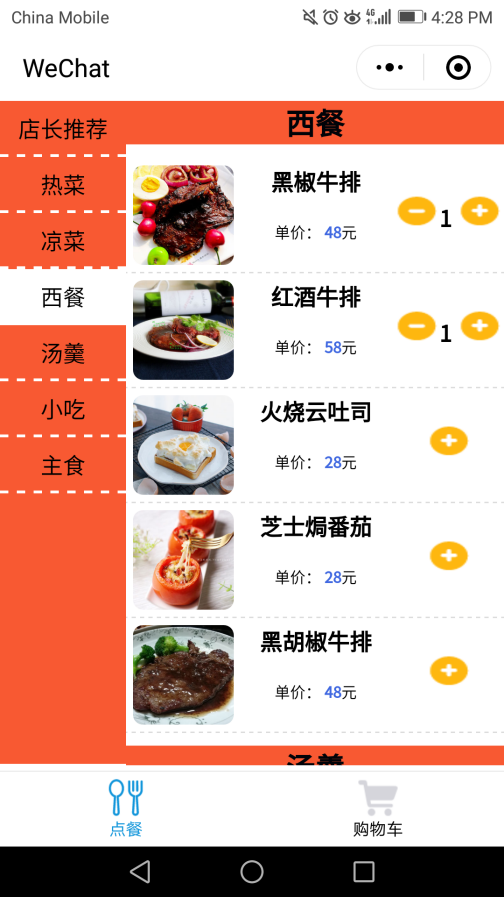 China Mobile 4G 4:28 PM
WeChat
店长推荐
热菜
凉菜
西餐
汤羹
小吃
主食
西餐
黑椒牛排
单价： 48元
1
红酒牛排
单价： 58元
1
火烧云吐司
单价： 28元
芝士焗番茄
单价： 28元
黑胡椒牛排
单价： 48元
汤羹
点餐
购物车